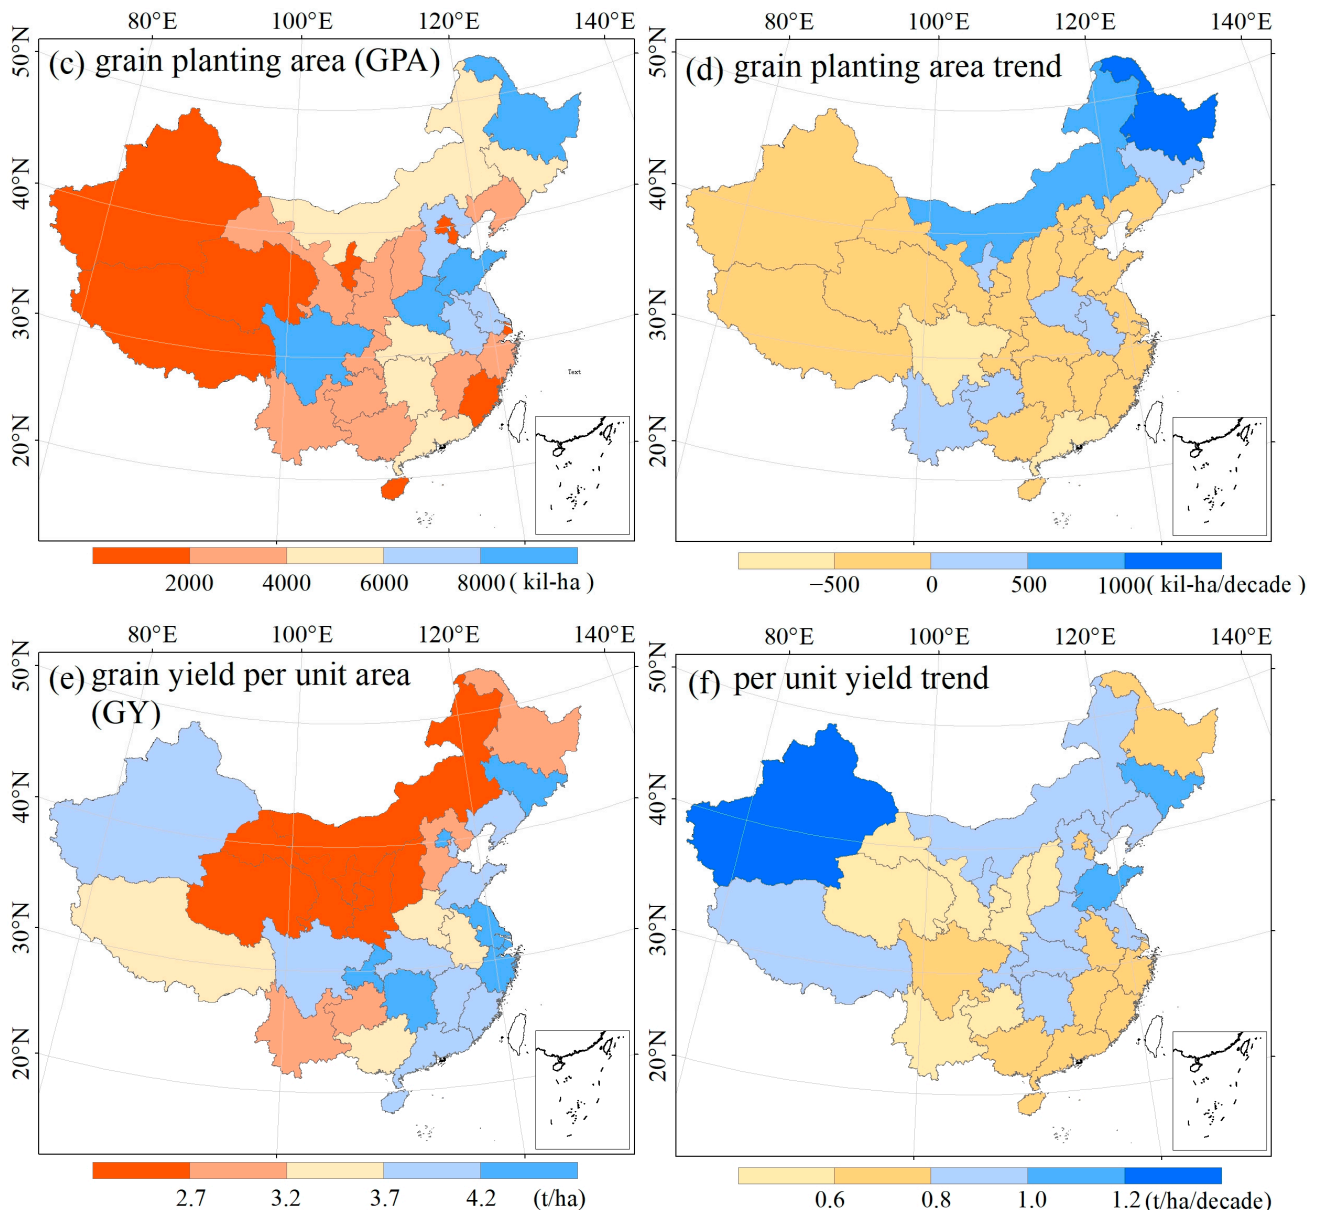 80°E 100°E 120°E 140°E 80°E 100°E 120°E 140°E
(c) grain planting area (GPA)
(d) grain planting area trend
50°N
40°N
30°N
20°N
50°N
40°N
30°N
20°N
Text
2000 4000 6000 8000 ( kil-ha )
−500 0 500 1000 ( kil-ha/decade )
80°E 100°E 120°E 140°E 80°E 100°E 120°E 140°E
(e) grain yield per unit area
(GY)
(f) per unit yield trend
50°N
40°N
30°N
20°N
50°N
40°N
30°N
20°N
2.7 3.2 3.7 4.2 (t/ha)
0.6 0.8 1.0 1.2 (t/ha/decade)